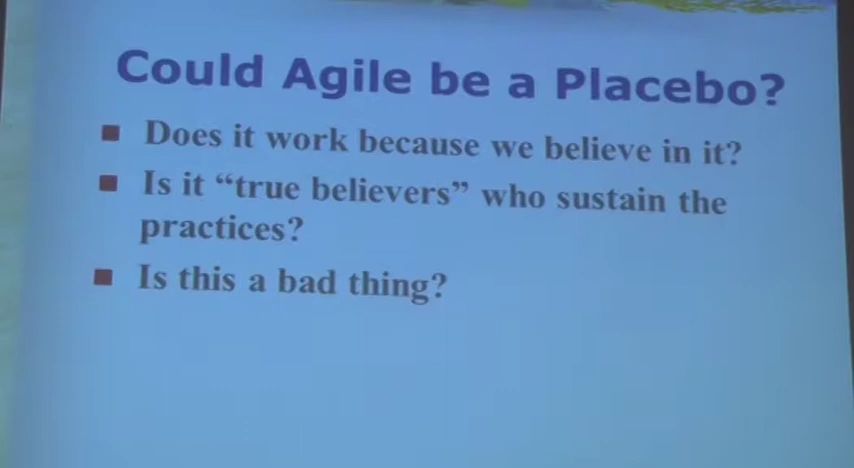 Could Agile be a Placebo?
Does it work because we believe in it?
Is it “true believers” who sustain the
practices?
Is this a bad thing?